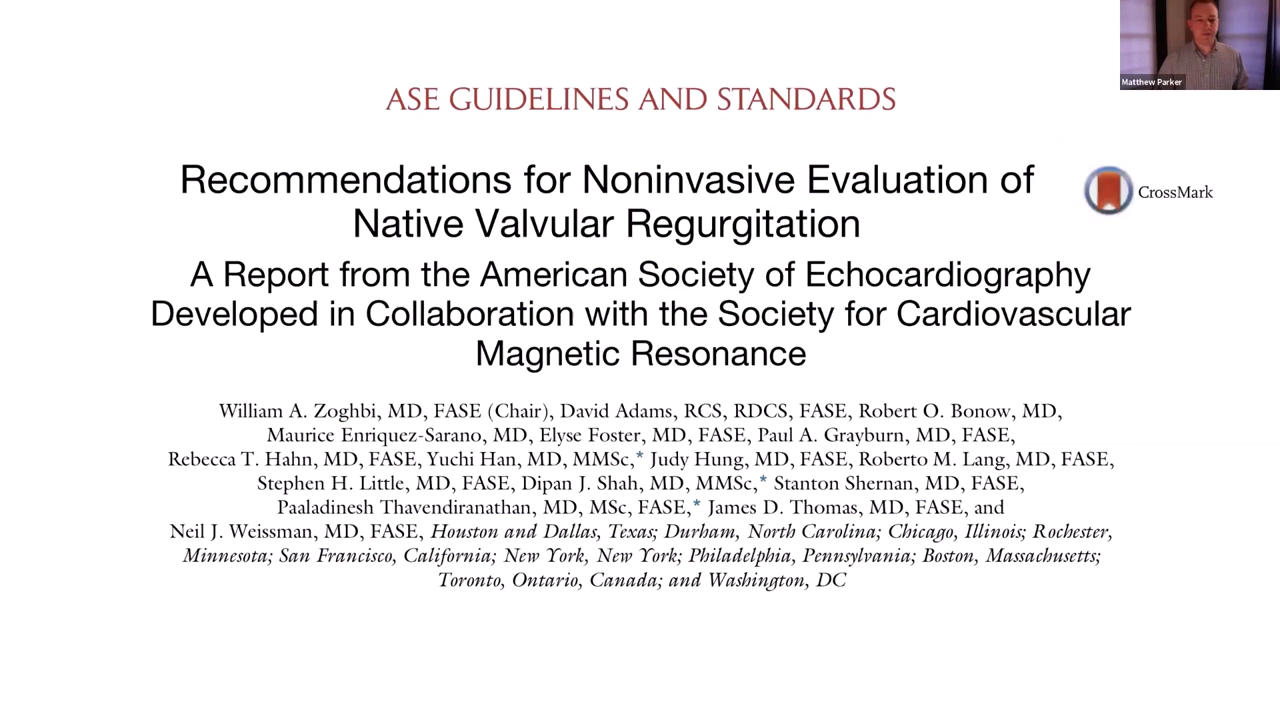 Matthew Parker
ASE GUIDELINES AND STANDARDS
Recommendations for Noninvasive Evaluation of
Native Valvular Regurgitation
CrossMark
A Report from the American Society of Echocardiography
Developed in Collaboration with the Society for Cardiovascular
Magnetic Resonance
William A. Zoghbi, MD, FASE (Chair), David Adams, RCS, RDCS, FASE, Robert O. Bonow, MD,
Maurice Enriquez-Sarano, MD, Elyse Foster, MD, FASE, Paul A. Grayburn, MD, FASE,
Rebecca T. Hahn, MD, FASE, Yuchi Han, MD, MMSc,* Judy Hung, MD, FASE, Roberto M. Lang, MD, FASE,
Stephen H. Little, MD, FASE, Dipan J. Shah, MD, MMSc,* Stanton Shernan, MD, FASE,
Paaladinesh Thavendiranathan, MD, MSc, FASE,* James D. Thomas, MD, FASE, and
Neil J. Weissman, MD, FASE, Houston and Dallas, Texas; Durham, North Carolina; Chicago, Illinois; Rochester,
Minnesota; San Francisco, California; New York, New York; Philadelphia, Pennsylvania; Boston, Massachusetts;
Toronto, Ontario, Canada; and Washington, DC